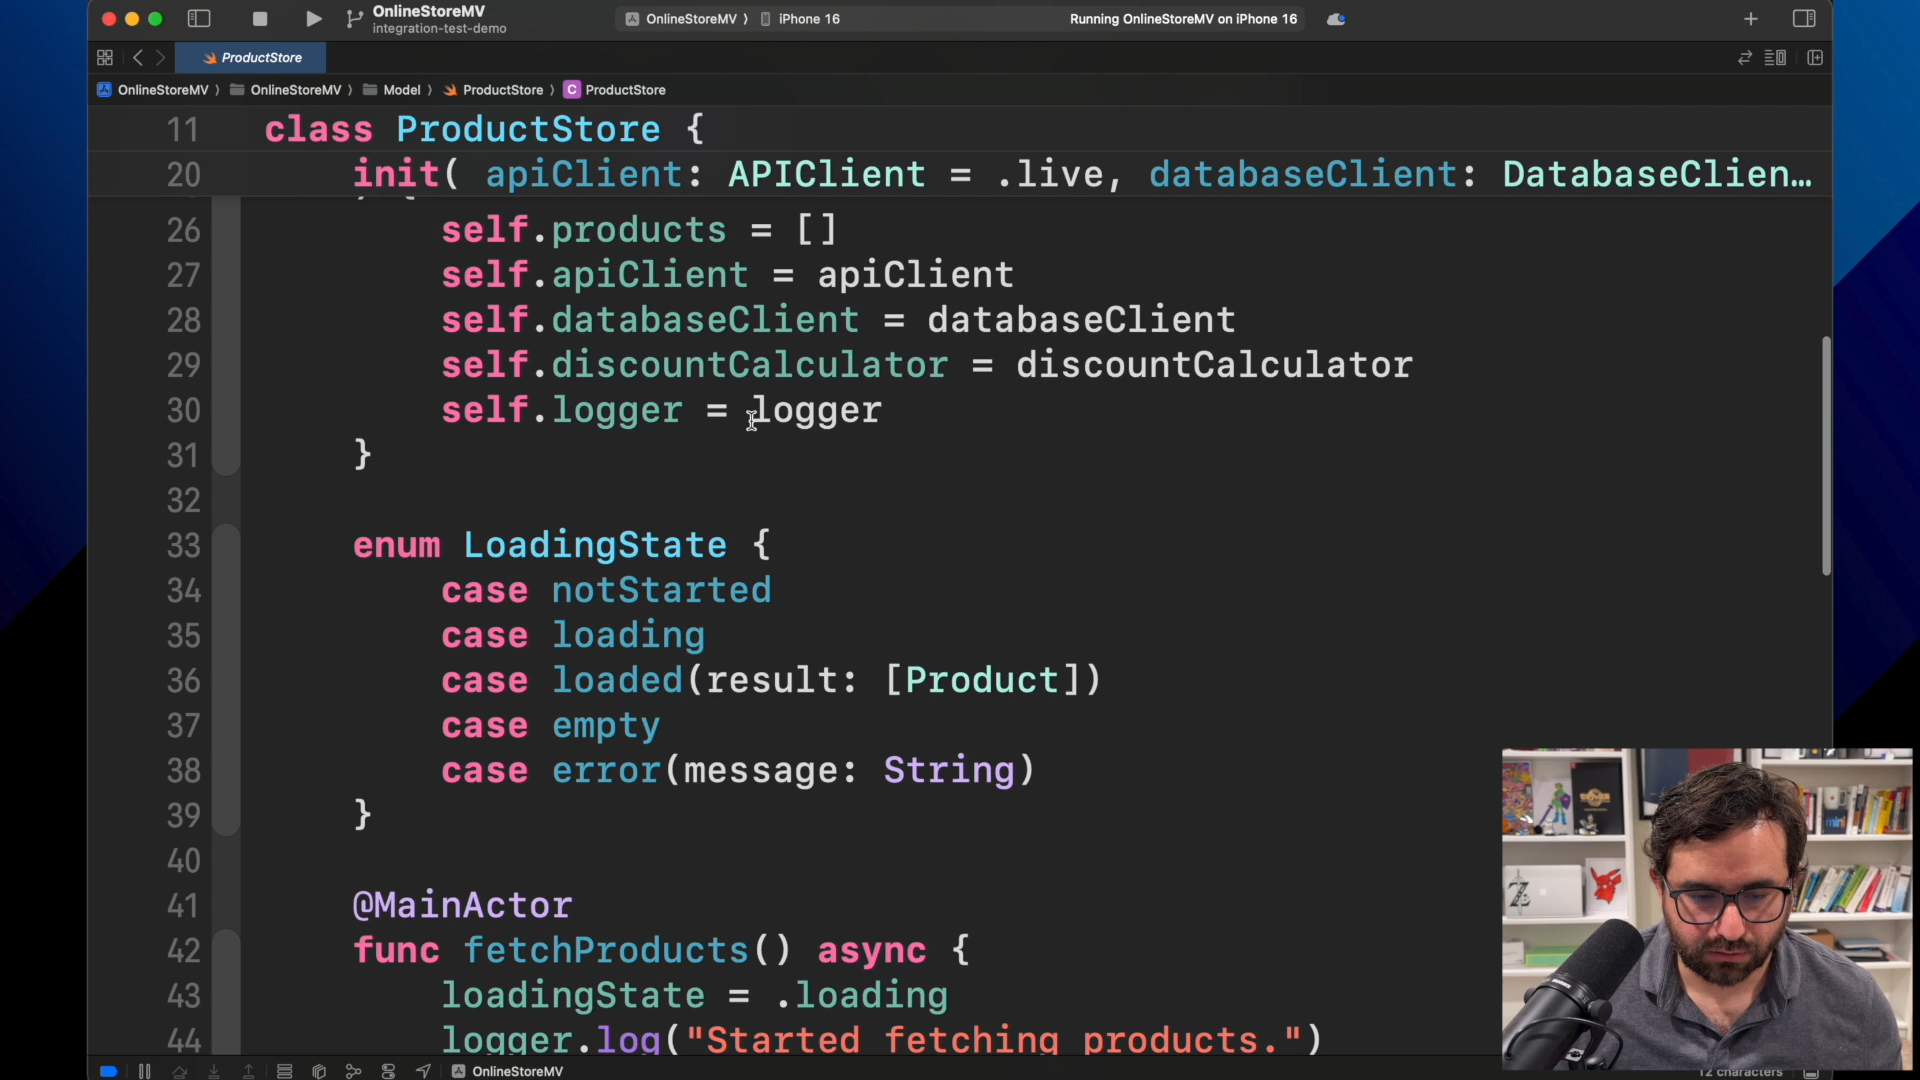 OnlineStoreMV
integration-test-demo
OnlineStoreMV
iPhone 16
Running OnlineStoreMV on iPhone 16
ProductStore
OnlineStoreMV
OnlineStoreMV
Model
ProductStore
C ProductStore
11 class ProductStore {
20 init( apiClient: APIClient = .live, databaseClient: DatabaseClien…
26 self.products = []
27 self.apiClient = apiClient
28 self.databaseClient = databaseClient
29 self.discountCalculator = discountCalculator
30 self.logger = logger
31 }
32
33 enum LoadingState {
34 case notStarted
35 case loading
36 case loaded(result: [Product])
37 case empty
38 case error(message: String)
39 }
40
41 @MainActor
42 func fetchProducts() async {
43 loadingState = .loading
44 logger.log("Started fetching products.")
OnlineStoreMV
12 characters
mini